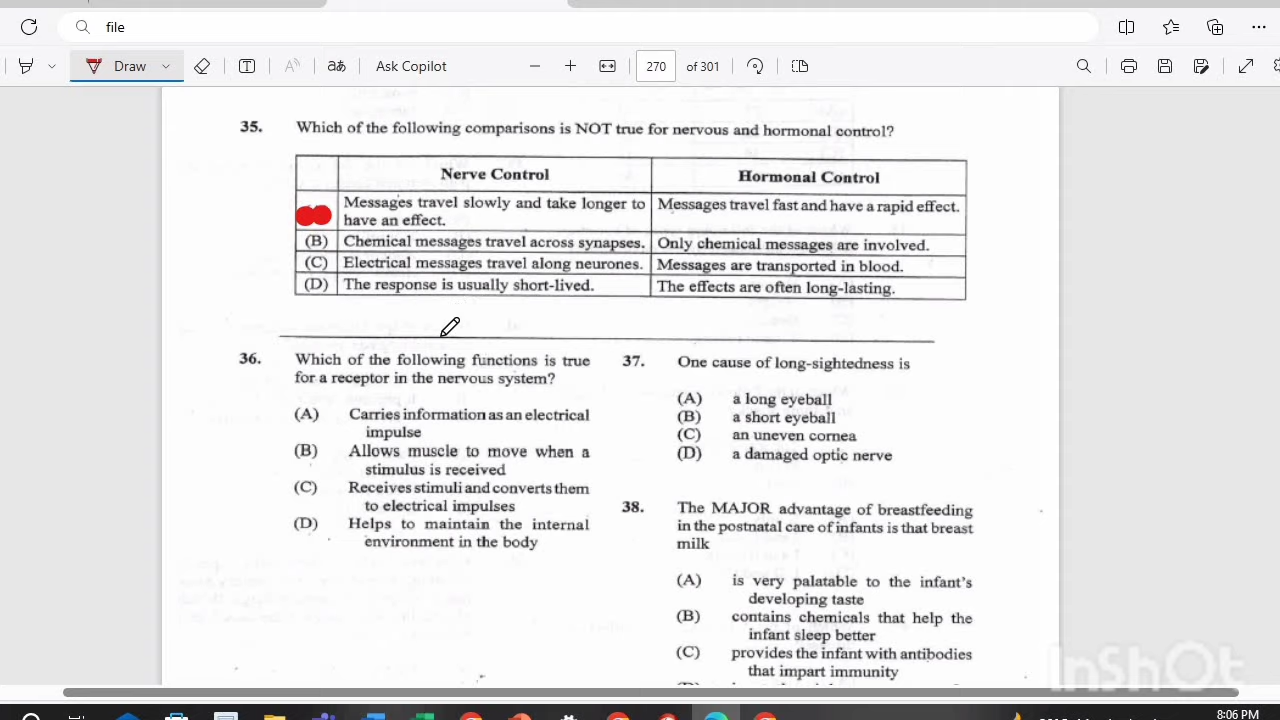 file
Draw
A
aあ
Ask Copilot
270 of 301
35. Which of the following comparisons is NOT true for nervous and hormonal control?
Nerve Control Hormonal Control
Messages travel slowly and take longer to have an effect. Messages travel fast and have a rapid effect.
(B) Chemical messages travel across synapses. Only chemical messages are involved.
(C) Electrical messages travel along neurones. Messages are transported in blood.
(D) The response is usually short-lived. The effects are often long-lasting.
36. Which of the following functions is true
for a receptor in the nervous system?
(A) Carries information as an electrical
impulse
(B) Allows muscle to move when a
stimulus is received
(C) Receives stimuli and converts them
to electrical impulses
(D) Helps to maintain the internal
environment in the body
37. One cause of long-sightedness is
(A) a long eyeball
(B) a short eyeball
(C) an uneven cornea
(D) a damaged optic nerve
38. The MAJOR advantage of breastfeeding
in the postnatal care of infants is that breast
milk
(A) is very palatable to the infant's
developing taste
(B) contains chemicals that help the
infant sleep better
(C) provides the infant with antibodies
that impart immunity
InShOt
8:06 PM